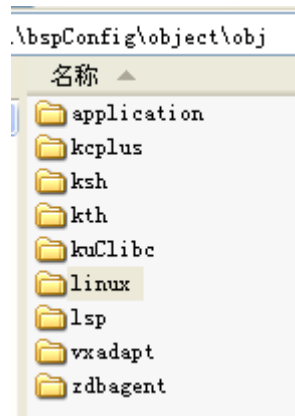 .\bspConfig\object\obj
名称
application
kcplus
ksh
kth
kuClibc
linux
lsp
vxadapt
zdbagent